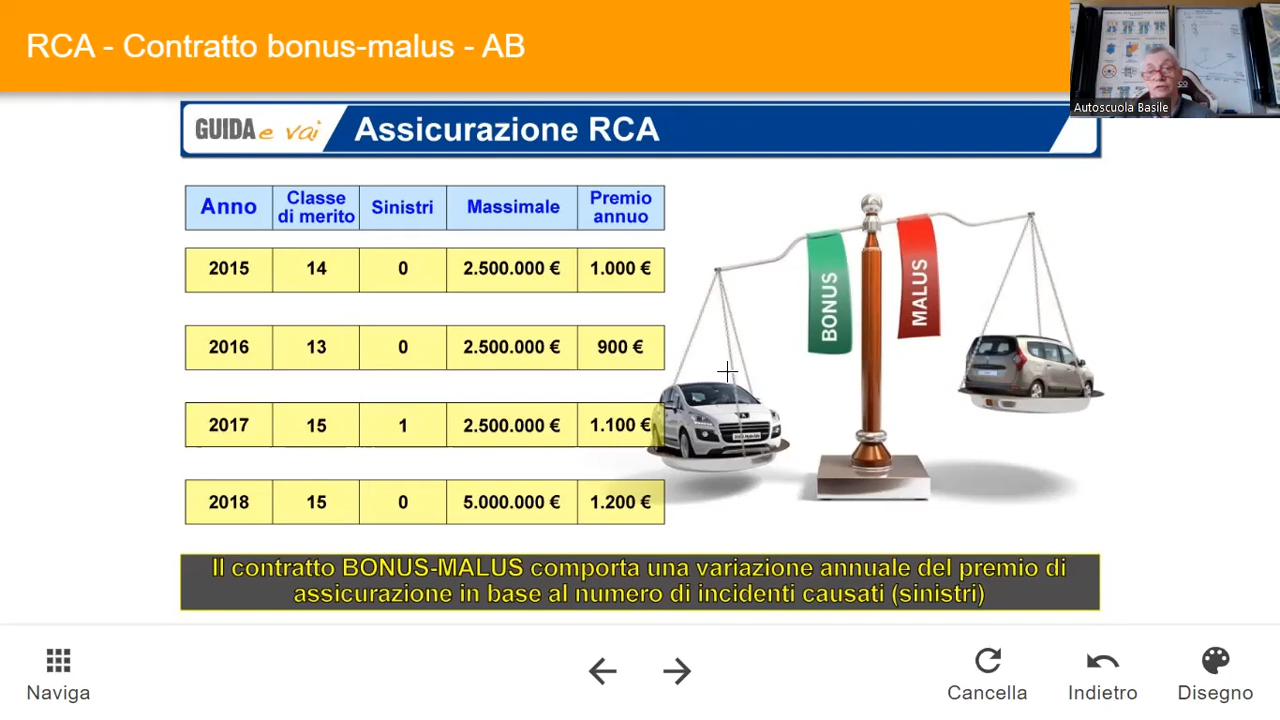 RCA - Contratto bonus-malus - AB
Autoscuola Basile
GUIDA e vai
Assicurazione RCA
Anno Classe di merito Sinistri Massimale Premio annuo
2015 14 0 2.500.000 € 1.000 €
2016 13 0 2.500.000 € 900 €
2017 15 1 2.500.000 € 1.100 €
2018 15 0 5.000.000 € 1.200 €
BONUS
MALUS
Il contratto BONUS-MALUS comporta una variazione annuale del premio di
assicurazione in base al numero di incidenti causati (sinistri)
Naviga
Cancella
Indietro
Disegno